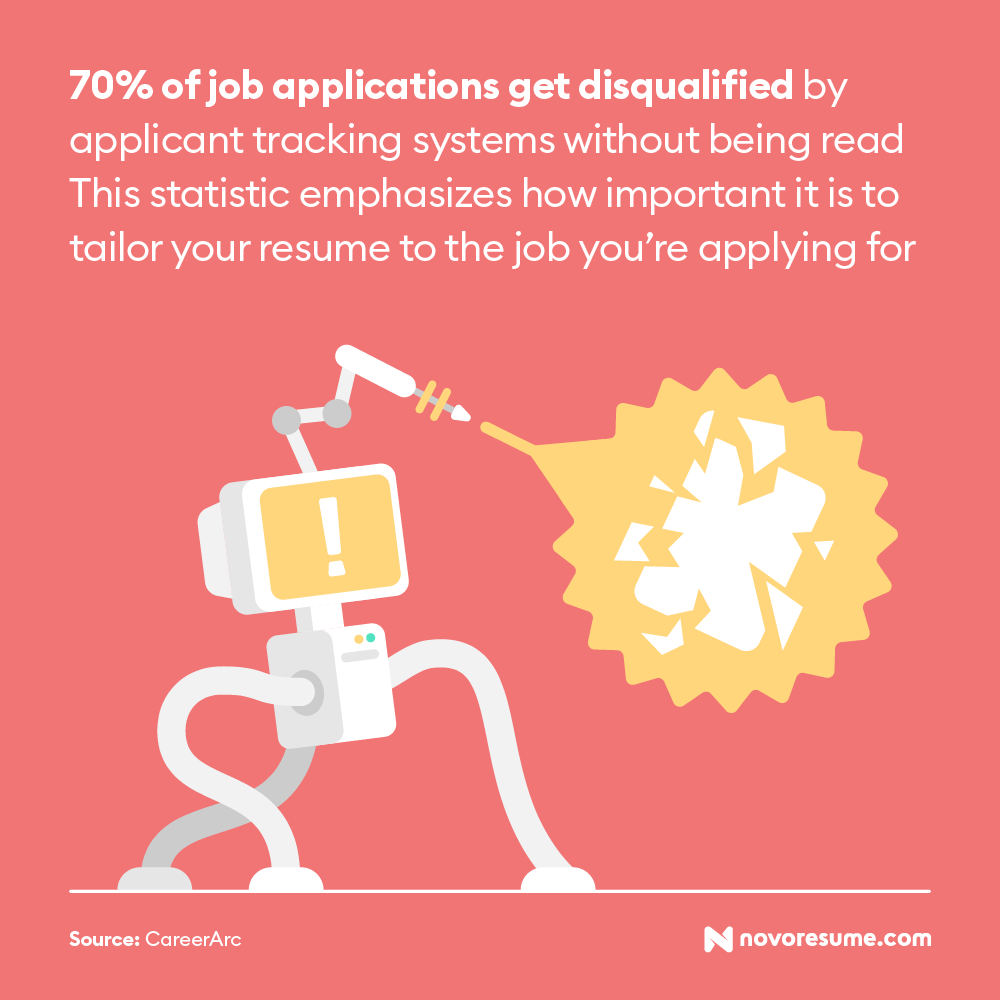 70% of job applications get disqualified by
applicant tracking systems without being read
This statistic emphasizes how important it is to
tailor your resume to the job you’re applying for
!
Source: CareerArc
novoresume.com